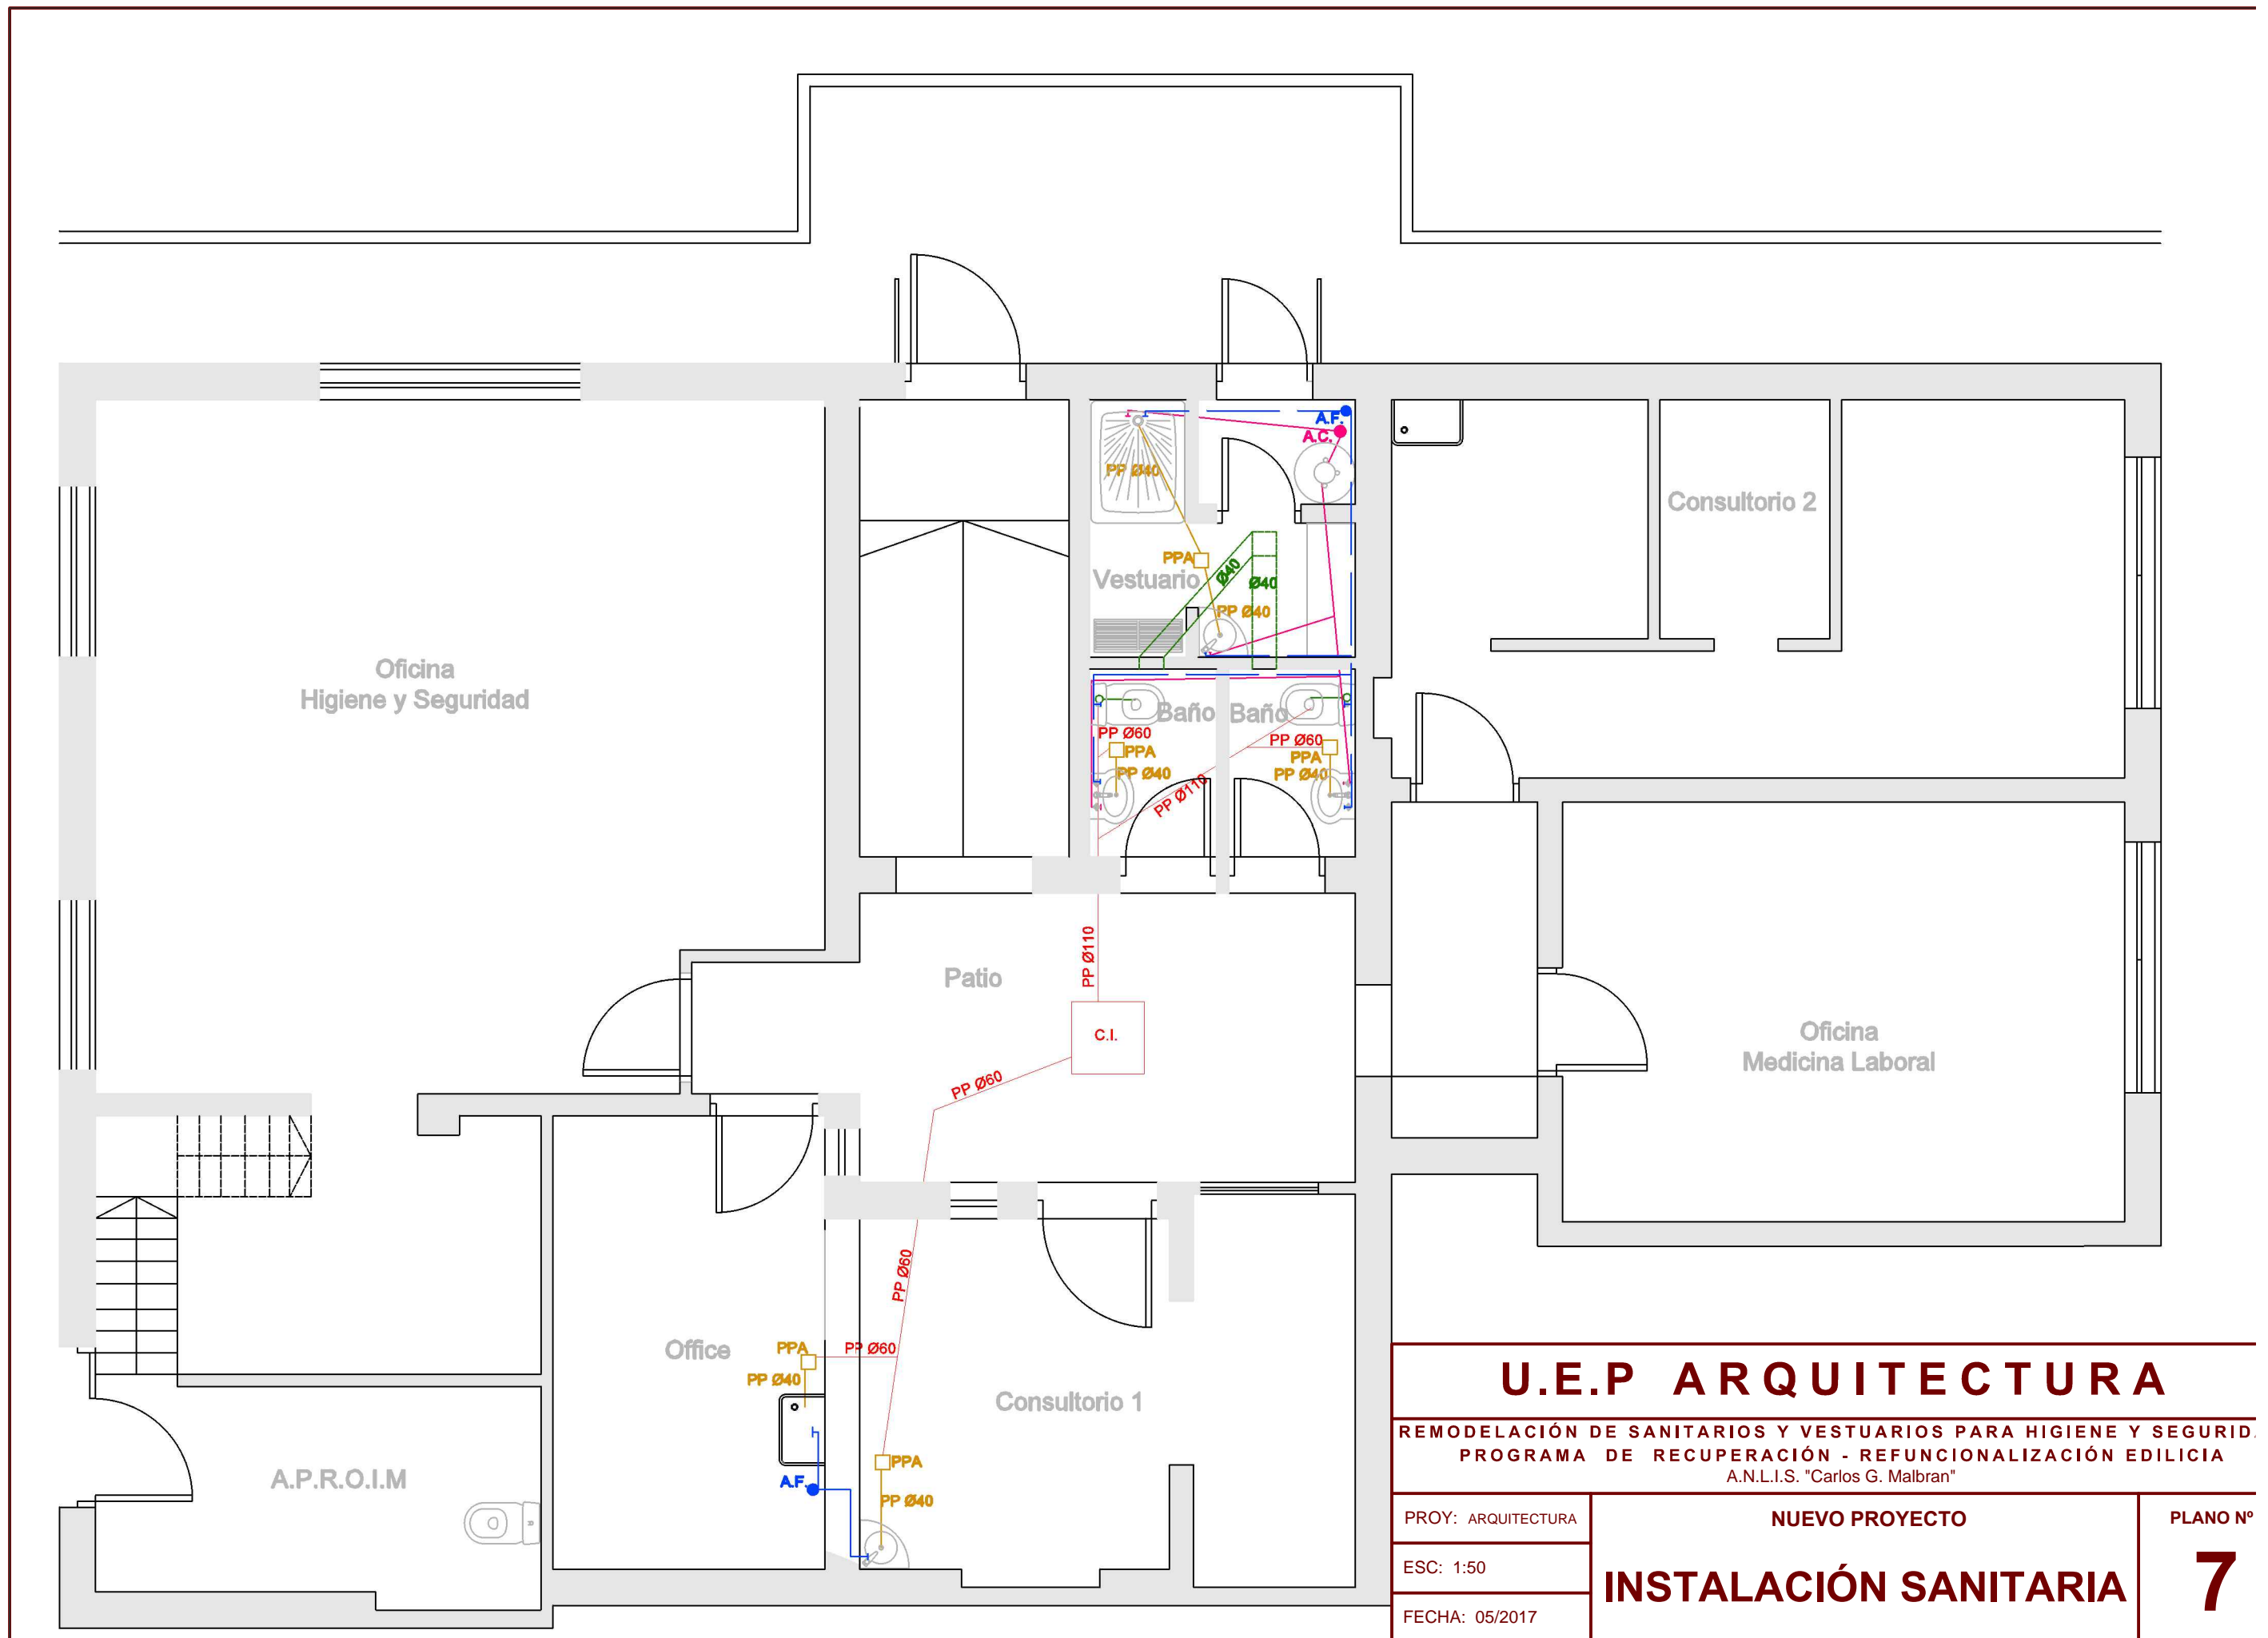 A.F.
A.C.
PP Ø40
Consultorio 2
PPA
Vestuario
Ø40
Ø40
PP Ø40
Oficina
Higiene y Seguridad
Baño
Baño
PP Ø60
PPA
PP Ø40
PP Ø60
PPA
PP Ø40
PP Ø110
PP Ø110
Patio
C.I.
Oficina
Medicina Laboral
PP Ø60
PP Ø60
Office
PPA
PP Ø60
PP Ø40
Consultorio 1
A.P.R.O.I.M
A.F.
PPA
PP Ø40
U.E.P ARQUITECTURA
REMODELACIÓN DE SANITARIOS Y VESTUARIOS PARA HIGIENE Y SEGURID
PROGRAMA DE RECUPERACIÓN - REFUNCIONALIZACIÓN EDILICIA
A.N.L.I.S. "Carlos G. Malbran"
PROY: ARQUITECTURA
NUEVO PROYECTO
PLANO Nº
ESC: 1:50
INSTALACIÓN SANITARIA
7
FECHA: 05/2017